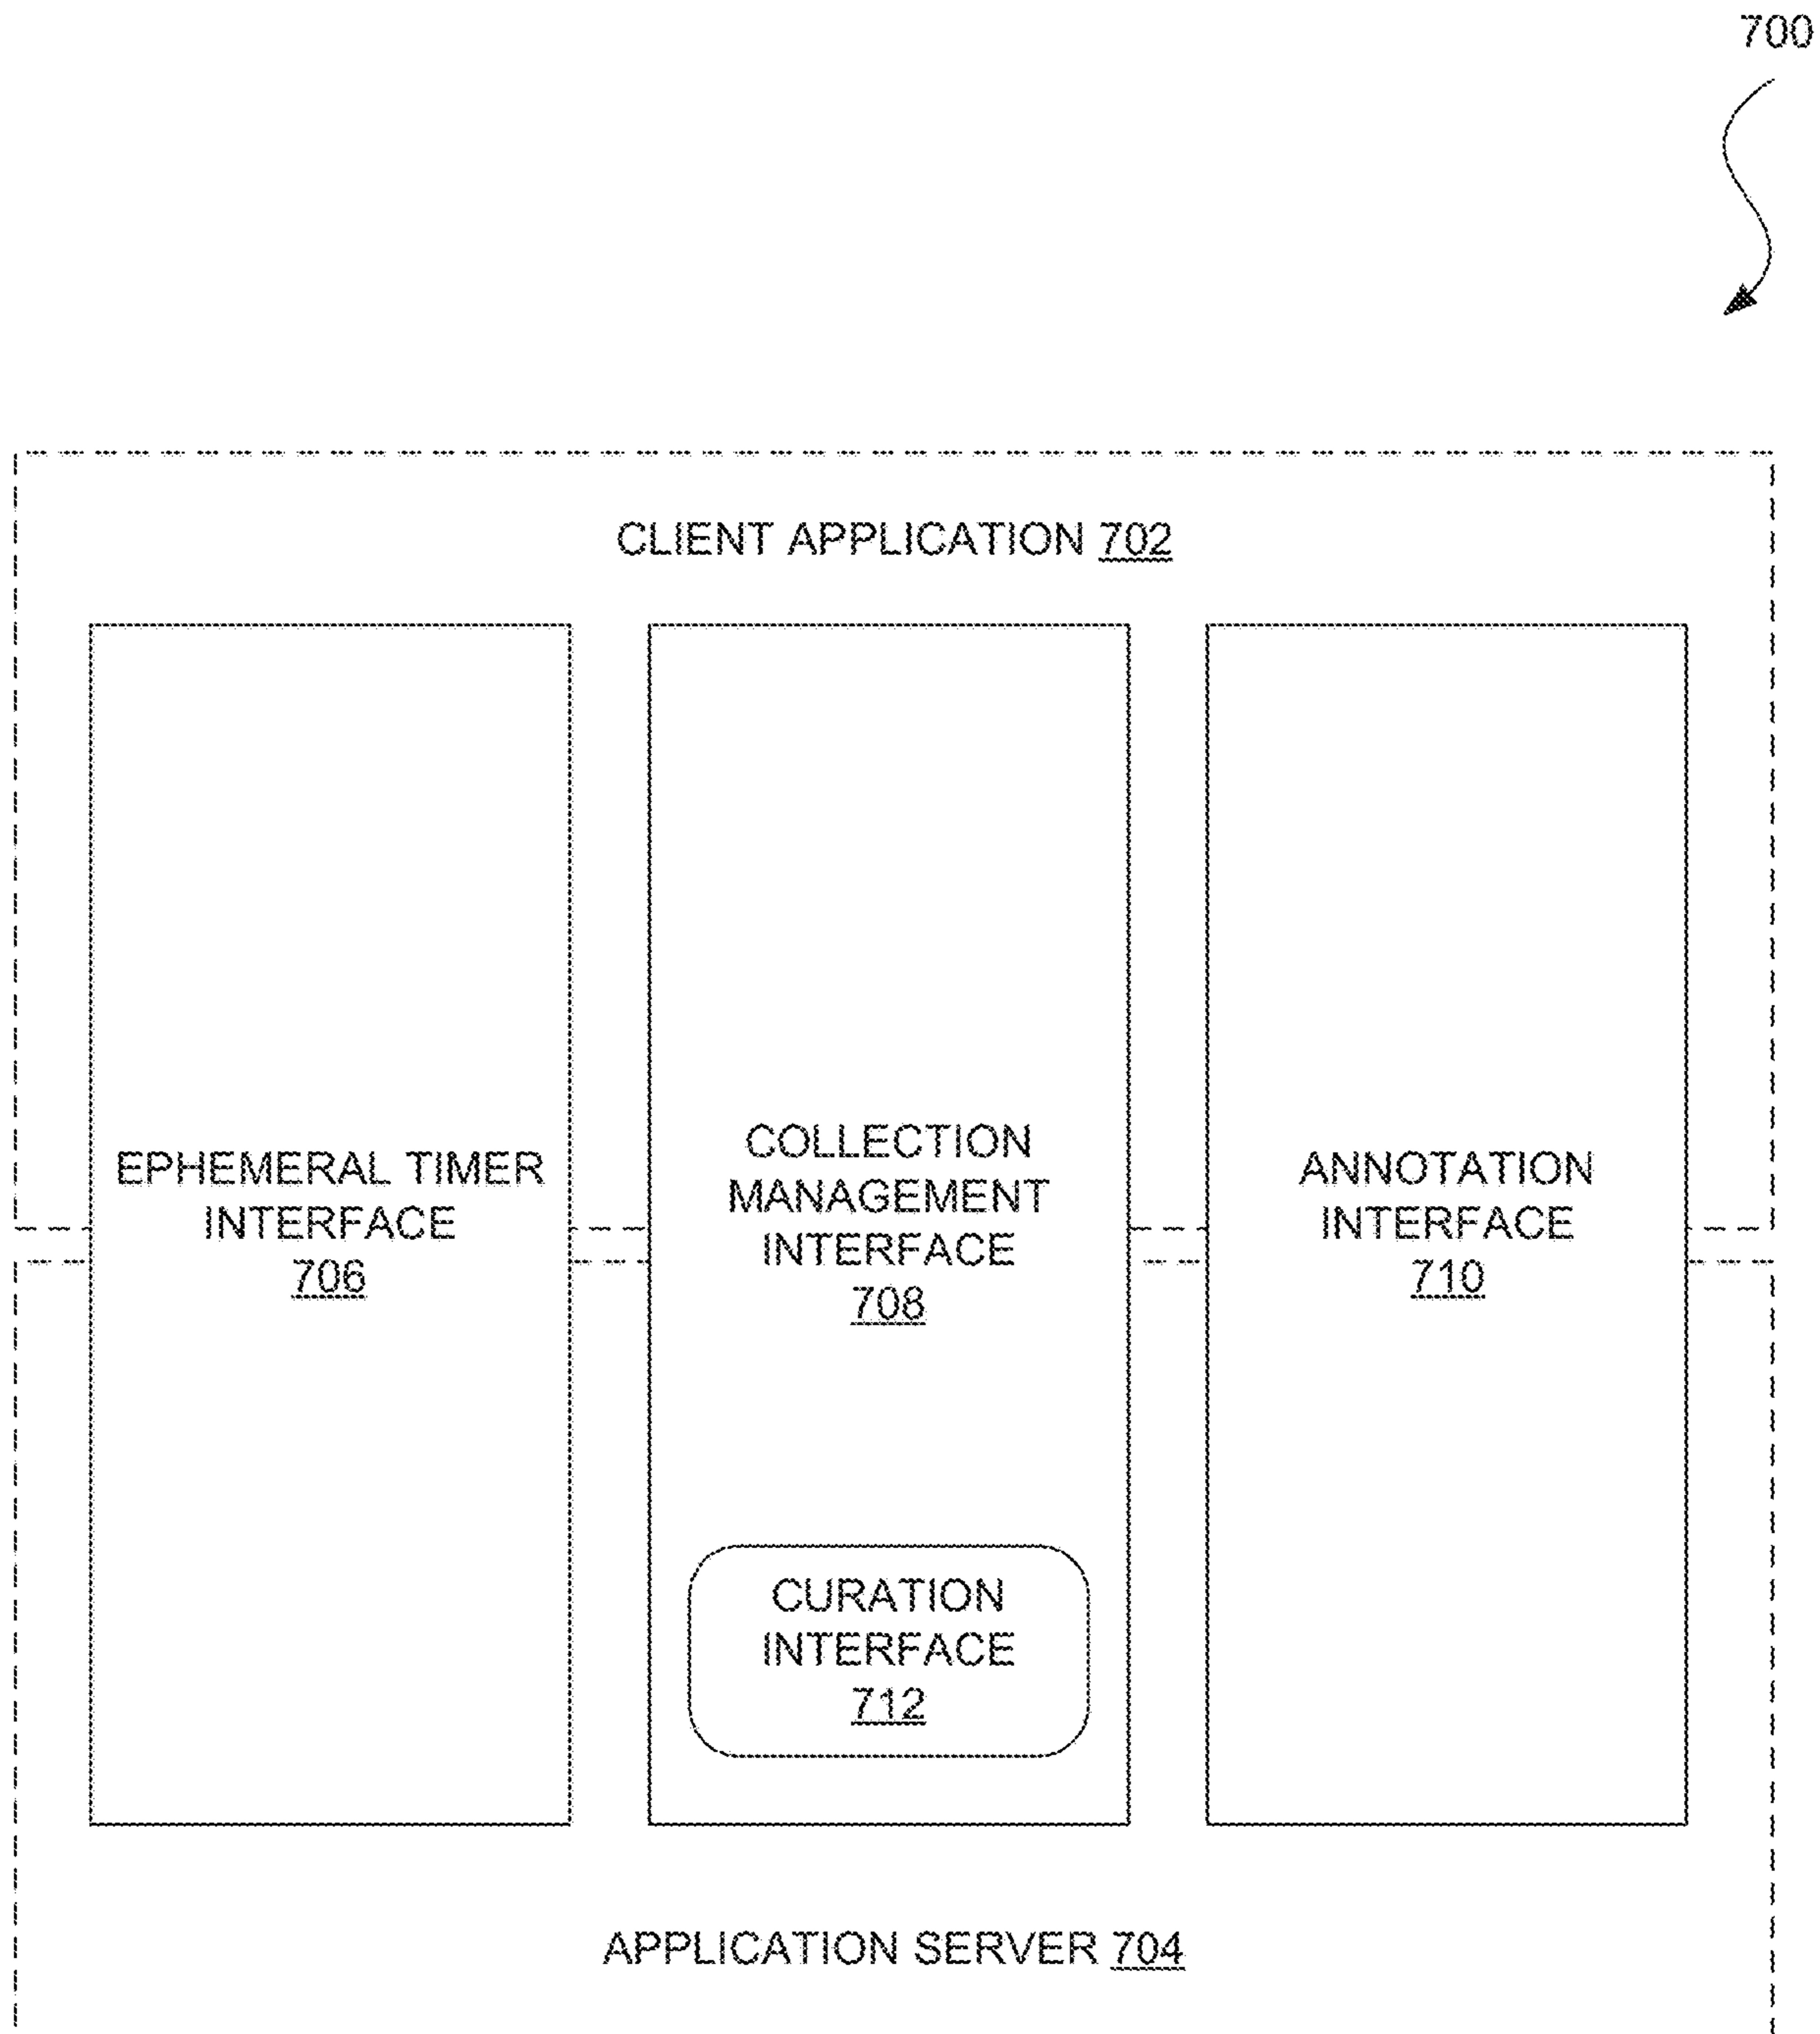 700
CLIENT APPLICATION 702
EPHEMERAL TIMER
INTERFACE
706
COLLECTION
MANAGEMENT
INTERFACE
708
ANNOTATION
INTERFACE
710
CURATION
INTERFACE
712
APPLICATION SERVER 704